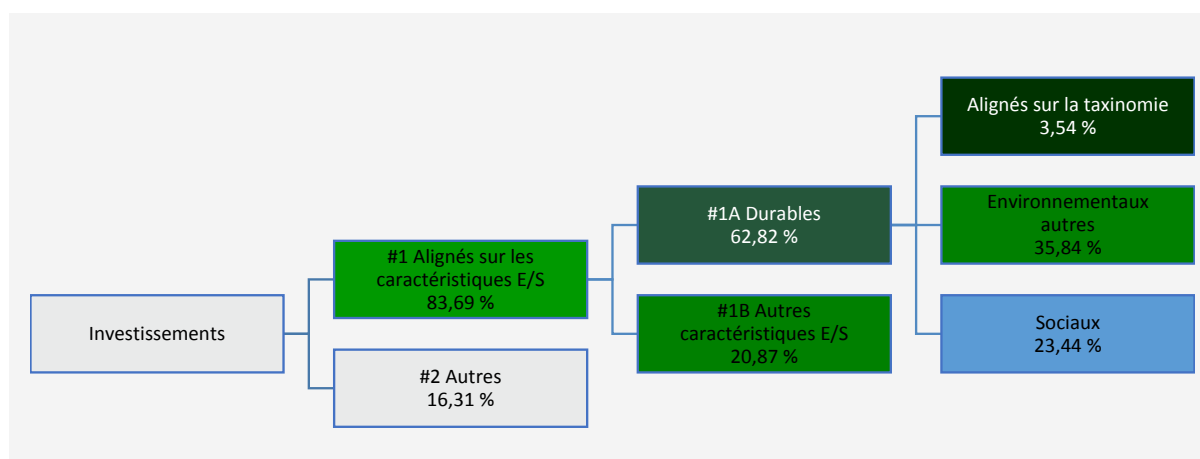 Investissements
#1 Alignés sur les
caractéristiques E/S
83,69 %
#2 Autres
16,31 %
#1A Durables
62,82 %
#1B Autres
caractéristiques E/S
20,87 %
Alignés sur la taxinomie
3,54 %
Environnementaux
autres
35,84 %
Sociaux
23,44 %